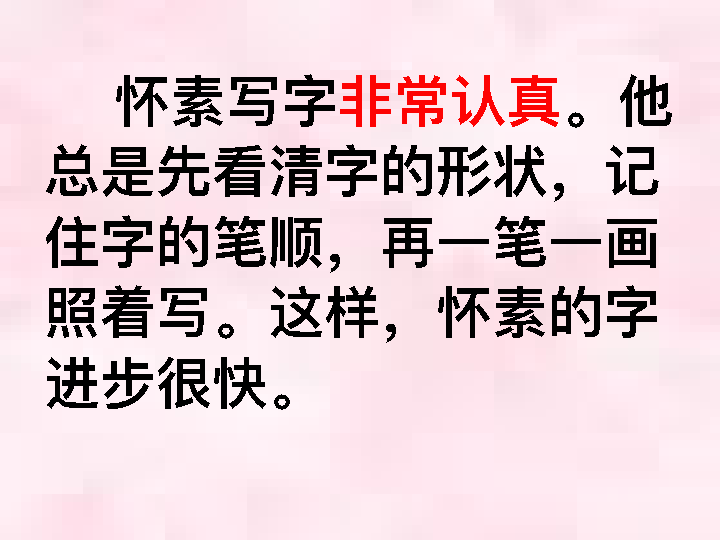 怀素写字非常认真。他
总是先看清字的形状，记
住字的笔顺，再一笔一画
照着写。这样，怀素的字
进步很快。